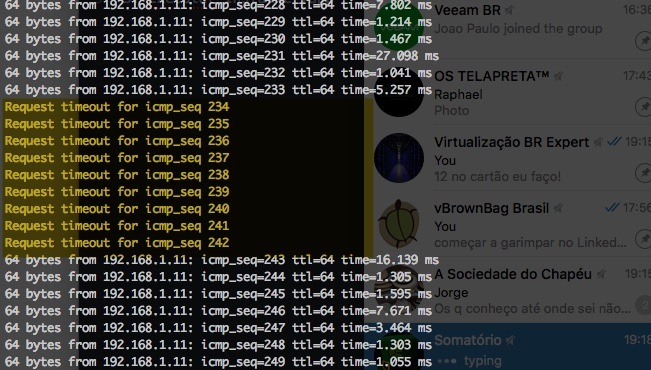 64 bytes from 192.168.1.11: icmp_seq=228 ttl=64 time=7.802 ms
64 bytes from 192.168.1.11: icmp_seq=229 ttl=64 time=1.214 ms
64 bytes from 192.168.1.11: icmp_seq=230 ttl=64 time=1.467 ms
64 bytes from 192.168.1.11: icmp_seq=231 ttl=64 time=27.098 ms
64 bytes from 192.168.1.11: icmp_seq=232 ttl=64 time=1.041 ms
64 bytes from 192.168.1.11: icmp_seq=233 ttl=64 time=5.257 ms
Request timeout for icmp_seq 234
Request timeout for icmp_seq 235
Request timeout for icmp_seq 236
Request timeout for icmp_seq 237
Request timeout for icmp_seq 238
Request timeout for icmp_seq 239
Request timeout for icmp_seq 240
Request timeout for icmp_seq 241
Request timeout for icmp_seq 242
64 bytes from 192.168.1.11: icmp_seq=243 ttl=64 time=16.139 ms
64 bytes from 192.168.1.11: icmp_seq=244 ttl=64 time=1.305 ms
64 bytes from 192.168.1.11: icmp_seq=245 ttl=64 time=1.595 ms
64 bytes from 192.168.1.11: icmp_seq=246 ttl=64 time=7.671 ms
64 bytes from 192.168.1.11: icmp_seq=247 ttl=64 time=3.464 ms
64 bytes from 192.168.1.11: icmp_seq=248 ttl=64 time=1.303 ms
64 bytes from 192.168.1.11: icmp_seq=249 ttl=64 time=1.055 ms
Veeam BR 16:36
Joao Paulo joined the group
OS TELAPRETA™ 17:43
Raphael
Photo
Virtualização BR Expert 19:15
You
12 no cartão eu faço!
vBrownBag Brasil 17:56
You
começar a garimpar no Linked...
A Sociedade do Chapéu 19:15
Jorge
Os q conheço até onde sei não...
Somatório 19:18
••• typing